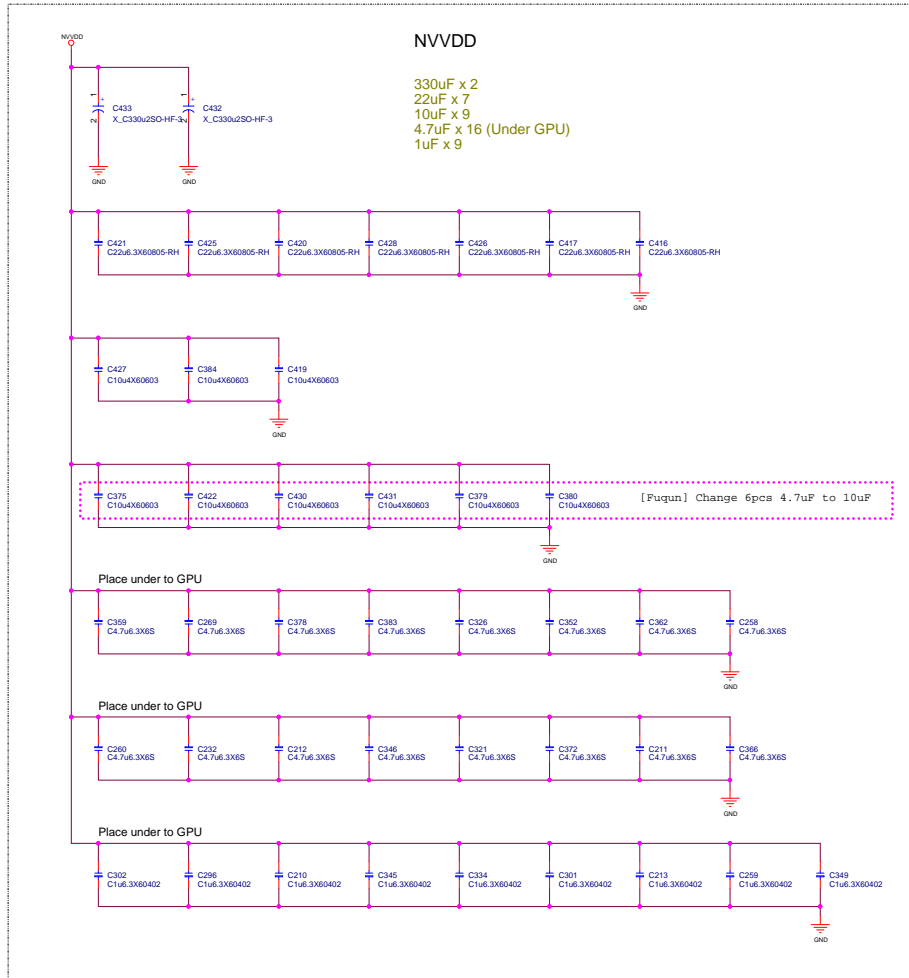 NVVDD
NVVDD
330uF x 2
22uF x 7
10uF x 9
4.7uF x 16 (Under GPU)
1uF x 9
1 + 1 +
C433 C432
X_C330u2SO-HF-3 X_C330u2SO-HF-3
2 2
GND GND
C421 C425 C420 C428 C426 C417 C416
C22u6.3X60805-RH C22u6.3X60805-RH C22u6.3X60805-RH C22u6.3X60805-RH C22u6.3X60805-RH C22u6.3X60805-RH C22u6.3X60805-RH
GND
C427 C384 C419
C10u4X60603 C10u4X60603 C10u4X60603
GND
C375 C422 C430 C431 C379 C380 [Fuqun] Change 6pcs 4.7uF to 10uF
C10u4X60603 C10u4X60603 C10u4X60603 C10u4X60603 C10u4X60603 C10u4X60603
GND
Place under to GPU
C359 C269 C378 C383 C326 C352 C362 C258
C4.7u6.3X6S C4.7u6.3X6S C4.7u6.3X6S C4.7u6.3X6S C4.7u6.3X6S C4.7u6.3X6S C4.7u6.3X6S C4.7u6.3X6S
GND
Place under to GPU
C260 C232 C212 C346 C321 C372 C211 C366
C4.7u6.3X6S C4.7u6.3X6S C4.7u6.3X6S C4.7u6.3X6S C4.7u6.3X6S C4.7u6.3X6S C4.7u6.3X6S C4.7u6.3X6S
GND
Place under to GPU
C302 C296 C210 C345 C334 C301 C213 C259 C349
C1u6.3X60402 C1u6.3X60402 C1u6.3X60402 C1u6.3X60402 C1u6.3X60402 C1u6.3X60402 C1u6.3X60402 C1u6.3X60402 C1u6.3X60402
GND